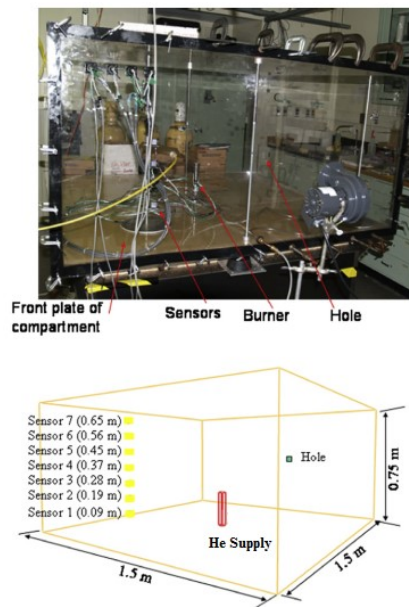 Front plate of
compartment
Sensors
Burner
Hole
Sensor 7 (0.65 m)
Sensor 6 (0.56 m)
Sensor 5 (0.45 m)
Sensor 4 (0.37 m)
Sensor 3 (0.28 m)
Sensor 2 (0.19 m)
Sensor 1 (0.09 m)
Hole
He Supply
0.75 m
1.5 m
1.5 m